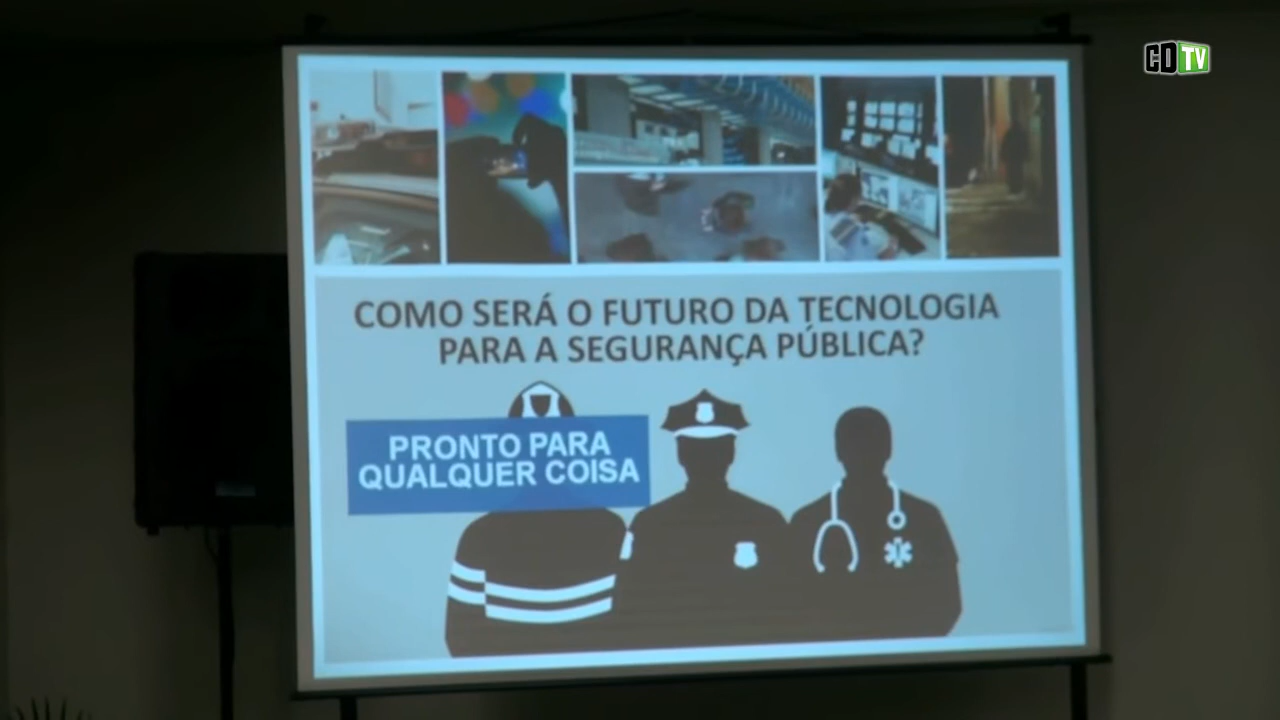 CDTV
COMO SERÁ O FUTURO DA TECNOLOGIA
PARA A SEGURANÇA PÚBLICA?
PRONTO PARA
QUALQUER COISA